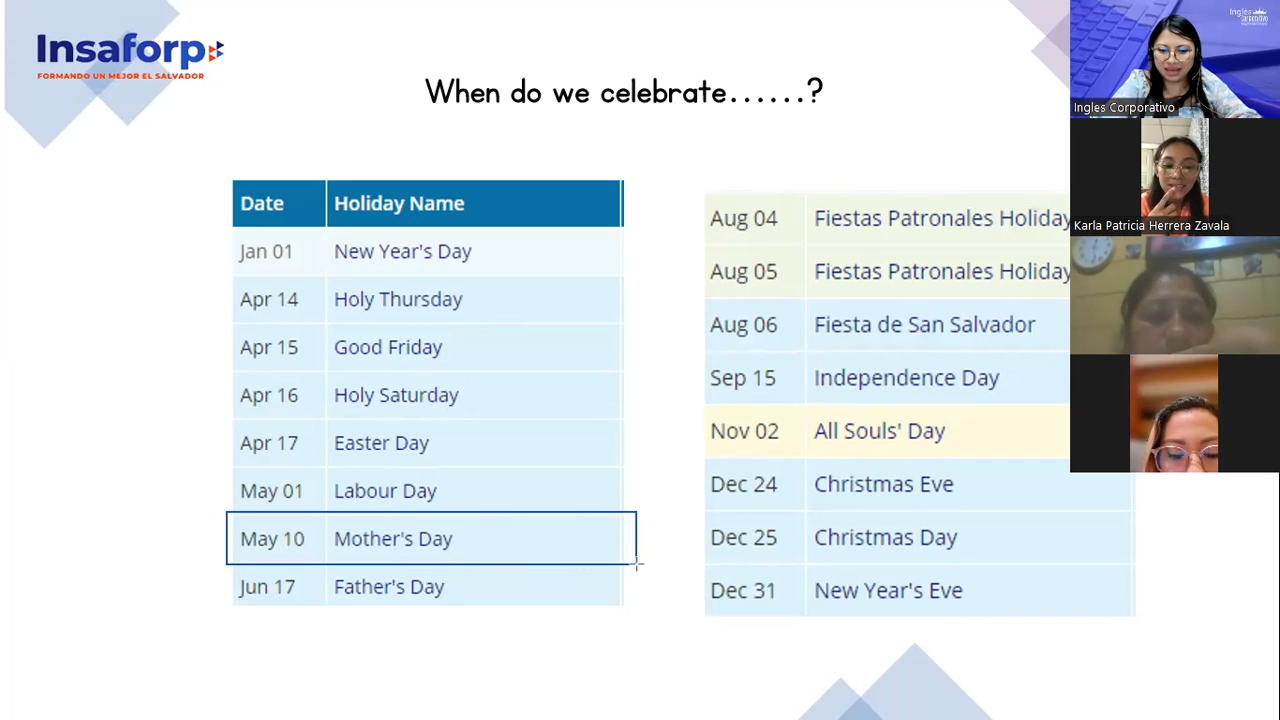 Insaforp
FORMANDO UN MEJOR EL SALVADOR
When do we celebrate......?
Date Holiday Name
Jan 01 New Year's Day
Apr 14 Holy Thursday
Apr 15 Good Friday
Apr 16 Holy Saturday
Apr 17 Easter Day
May 01 Labour Day
May 10 Mother's Day
Jun 17 Father's Day
Aug 04 Fiestas Patronales Holiday
Aug 05 Fiestas Patronales Holiday
Aug 06 Fiesta de San Salvador
Sep 15 Independence Day
Nov 02 All Souls' Day
Dec 24 Christmas Eve
Dec 25 Christmas Day
Dec 31 New Year's Eve
Ingles Corporativo
Karla Patricia Herrera Zavala